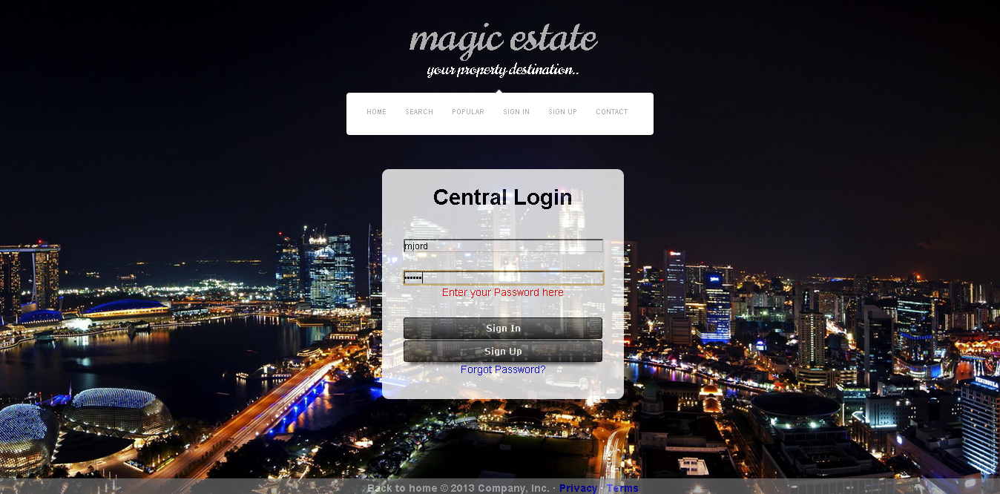 magic estate
your property destination..
HOME SEARCH POPULAR SIGN IN SIGN UP CONTACT
Central Login
mjord
••••••
Enter your Password here
Sign In
Sign Up
Forgot Password?
PENINSULA
Back to home © 2013 Company, Inc. · Privacy · Terms